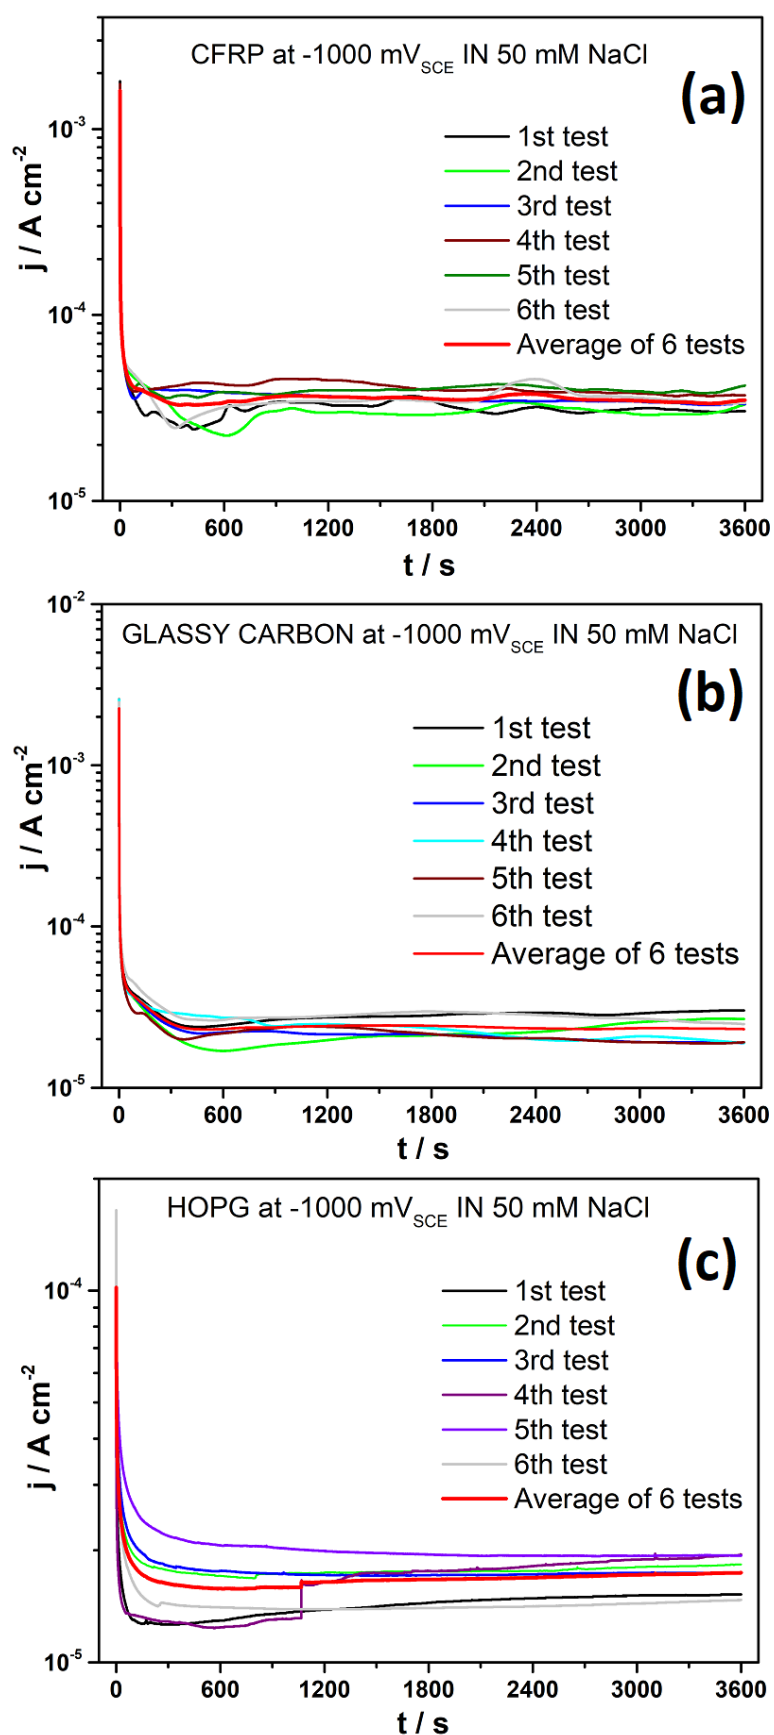 CFRP at -1000 mV_SCE IN 50 mM NaCl
(a)
j / A cm^-2
10^-3
10^-4
10^-5
1st test
2nd test
3rd test
4th test
5th test
6th test
Average of 6 tests
0 600 1200 1800 2400 3000 3600
t / s
GLASSY CARBON at -1000 mV_SCE IN 50 mM NaCl
(b)
j / A cm^-2
10^-2
10^-3
10^-4
10^-5
1st test
2nd test
3rd test
4th test
5th test
6th test
Average of 6 tests
0 600 1200 1800 2400 3000 3600
t / s
HOPG at -1000 mV_SCE IN 50 mM NaCl
(c)
j / A cm^-2
10^-4
10^-5
1st test
2nd test
3rd test
4th test
5th test
6th test
Average of 6 tests
0 600 1200 1800 2400 3000 3600
t / s